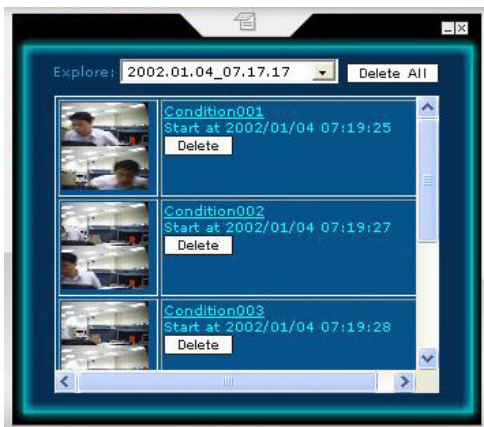 Explore: 2002.01.04_07.17.17 Delete All
Condition001
Start at 2002/01/04 07:19:25
Delete
Condition002
Start at 2002/01/04 07:19:27
Delete
Condition003
Start at 2002/01/04 07:19:28
Delete